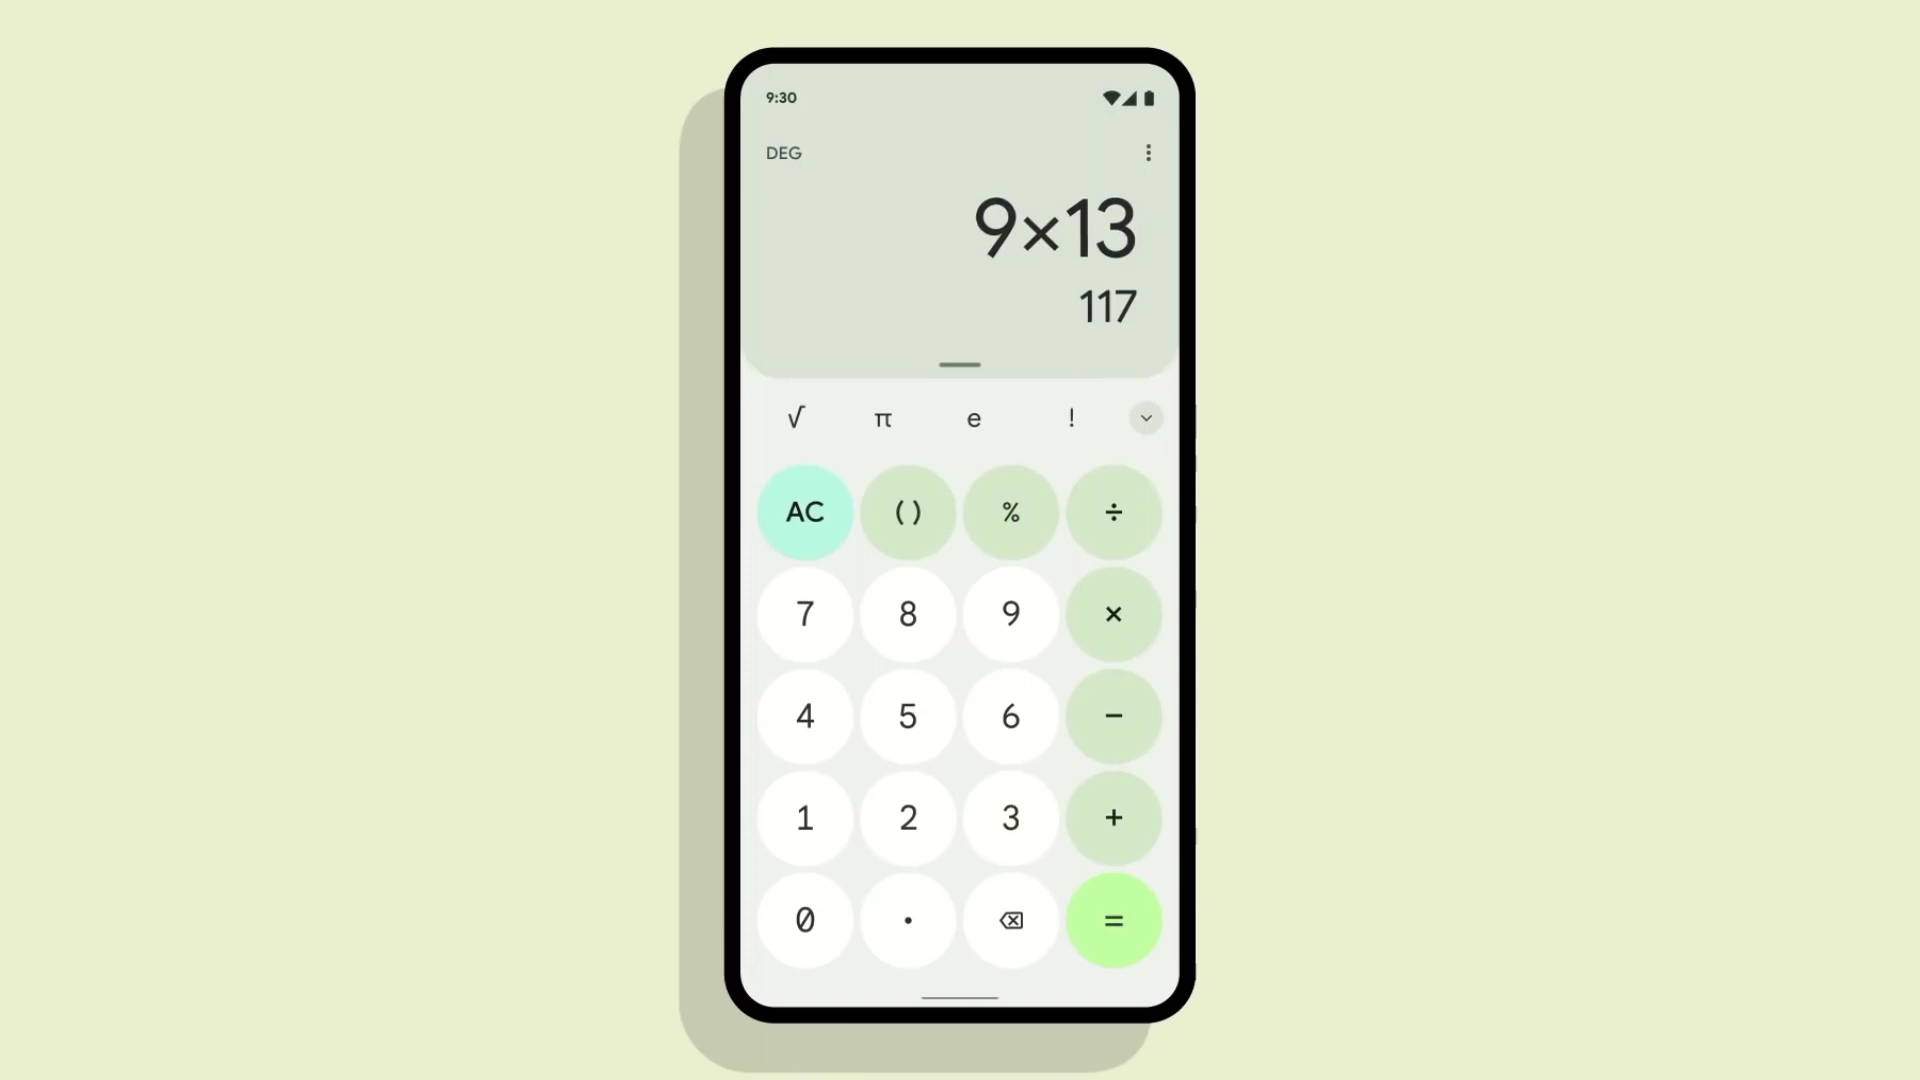 9:30
DEG
9×13
117
√ π e !
AC ( ) % ÷
7 8 9 ×
4 5 6 −
1 2 3 +
0 . =